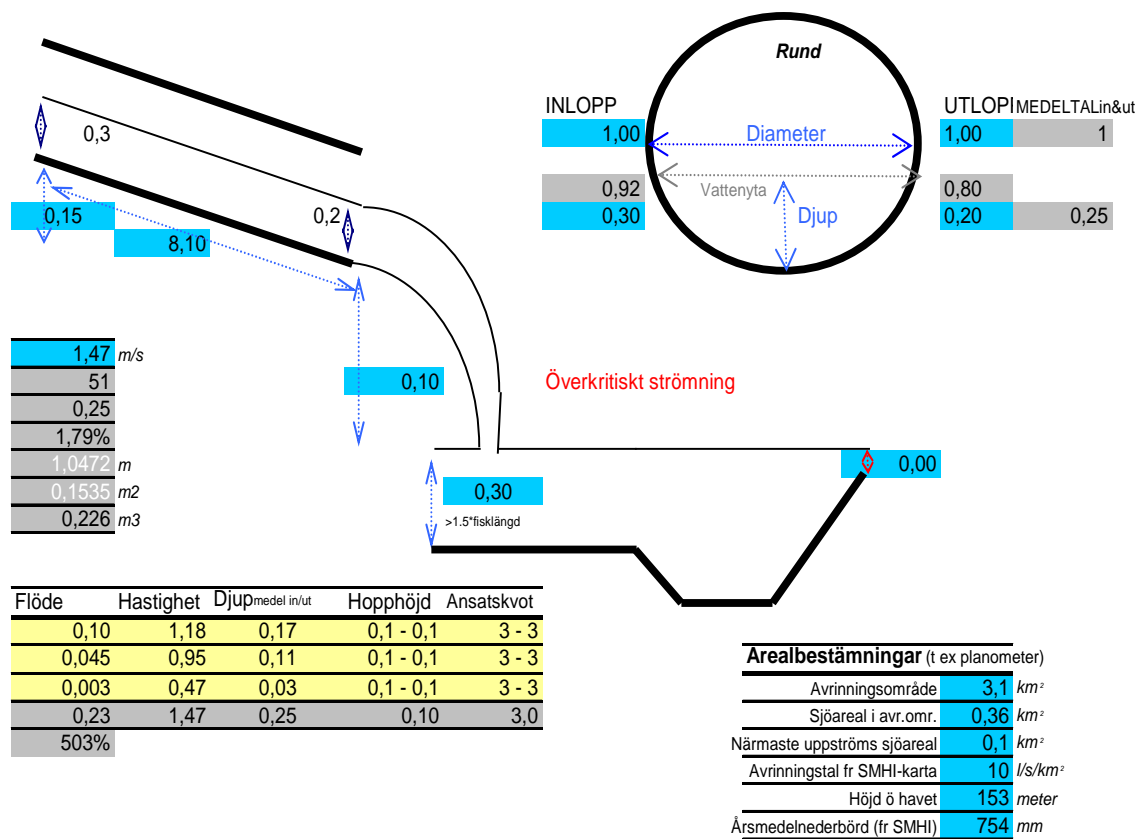 Rund
INLOPP
UTLOPI MEDELTALin&ut
1,00
Diameter
1,00 1
0,3
0,92
Vattenyta
0,80
0,15
0,2
0,30
Djup
0,20 0,25
8,10
1,47 m/s
51
0,10
Överkritiskt strömning
0,25
1,79%
1,0472 m
0,00
0,1535 m2
0,30
0,226 m3
>1.5*fisklängd
Flöde Hastighet Djupmedel in/ut Hopphöjd Ansatskvot
0,10 1,18 0,17 0,1 - 0,1 3 - 3
0,045 0,95 0,11 0,1 - 0,1 3 - 3
0,003 0,47 0,03 0,1 - 0,1 3 - 3
0,23 1,47 0,25 0,10 3,0
503%
Arealbestämningar (t ex planometer)
Avrinningsområde 3,1 km²
Sjöareal i avr.omr. 0,36 km²
Närmaste uppströms sjöareal 0,1 km²
Avrinningstal fr SMHI-karta 10 l/s/km²
Höjd ö havet 153 meter
Årsmedelnederbörd (fr SMHI) 754 mm